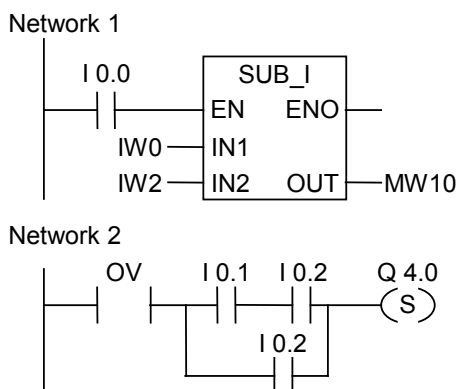 Network 1
I 0.0
SUB_I
EN ENO
IW0 IN1
IW2 IN2 OUT MW10
Network 2
OV I 0.1 I 0.2 Q 4.0
S
I 0.2